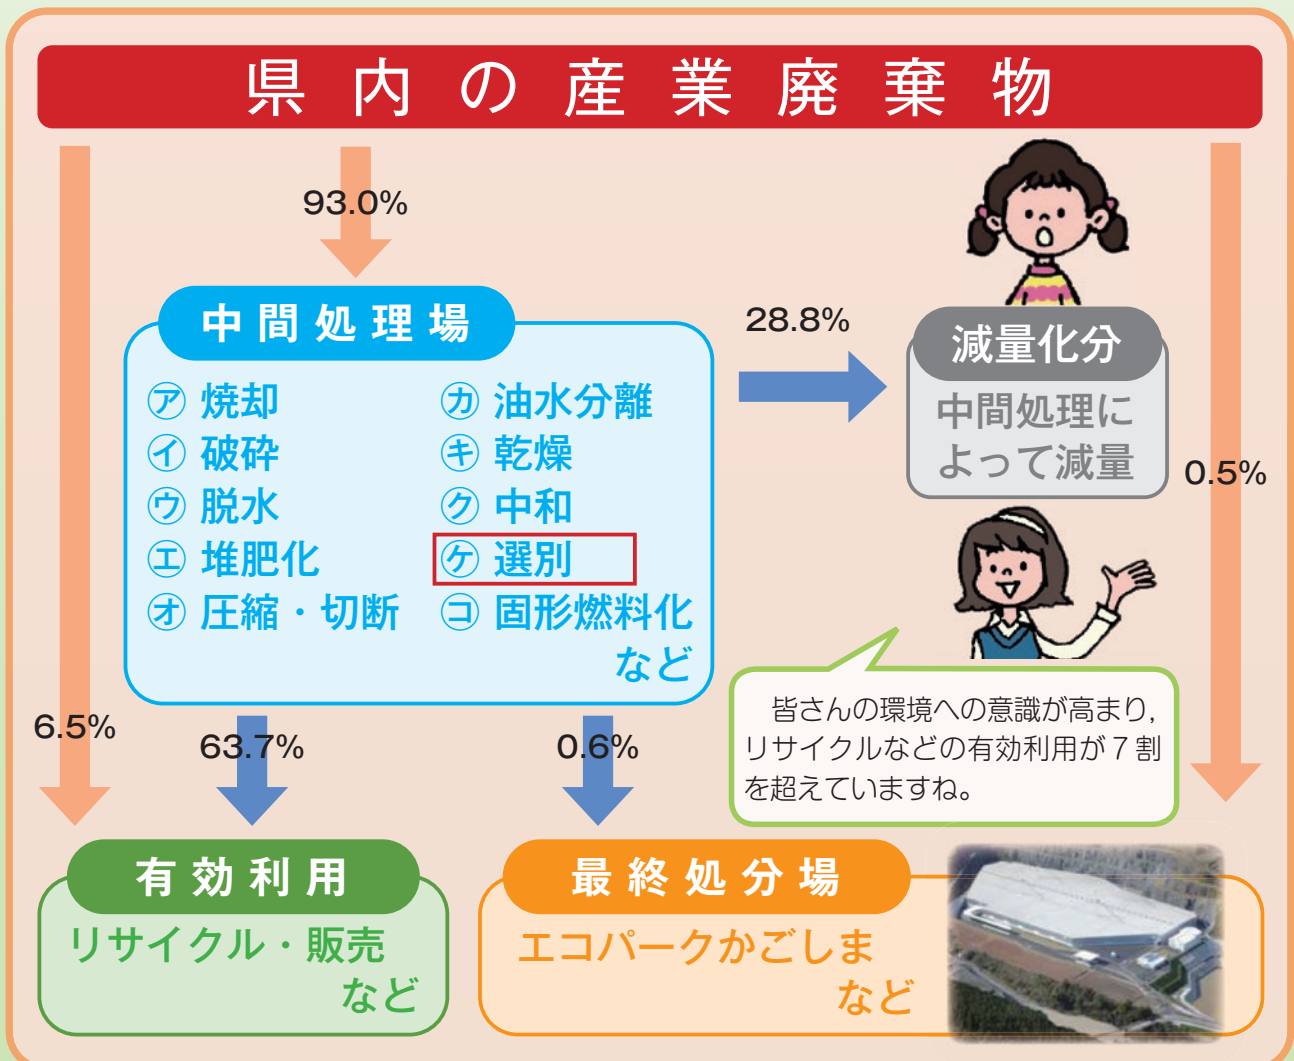 県内の産業廃棄物
93.0%
中間処理場
㋐ 焼却
㋑ 破砕
㋒ 脱水
㋓ 堆肥化
㋔ 圧縮・切断
㋕ 油水分離
㋖ 乾燥
㋗ 中和
㋘ 選別
㋙ 固形燃料化
など
28.8%
減量化分
中間処理に
よって減量
0.5%
皆さんの環境への意識が高まり,
リサイクルなどの有効利用が7割
を超えていますね。
6.5%
63.7%
0.6%
有効利用
リサイクル・販売
など
最終処分場
エコパークかごしま
など